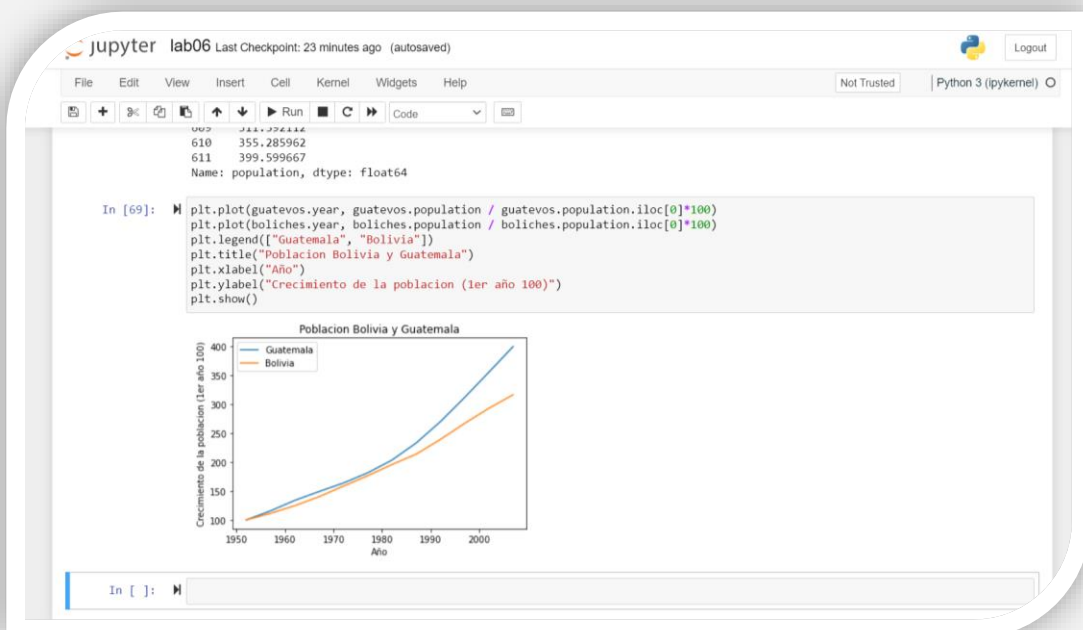 jupyter lab06 Last Checkpoint: 23 minutes ago (autosaved)
Logout
File Edit View Insert Cell Kernel Widgets Help
Not Trusted
Python 3 (ipykernel)
Run
Code
610 355.285962
611 399.599667
Name: population, dtype: float64
In [69]:
plt.plot(guatevos.year, guatevos.population / guatevos.population.iloc[0]*100)
plt.plot(boliches.year, boliches.population / boliches.population.iloc[0]*100)
plt.legend(["Guatemala", "Bolivia"])
plt.title("Poblacion Bolivia y Guatemala")
plt.xlabel("Año")
plt.ylabel("Crecimiento de la poblacion (1er año 100)")
plt.show()
Poblacion Bolivia y Guatemala
Crecimiento de la poblacion (1er año 100)
400
350
300
250
200
150
100
Guatemala
Bolivia
1950 1960 1970 1980 1990 2000
Año
In [ ]: